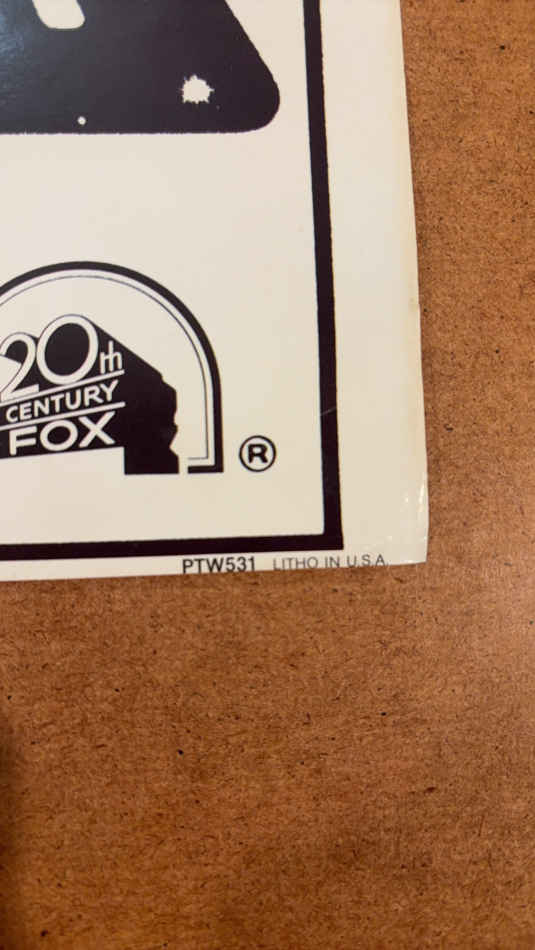 20th
CENTURY
FOX
®
PTW531 LITHO IN U.S.A.